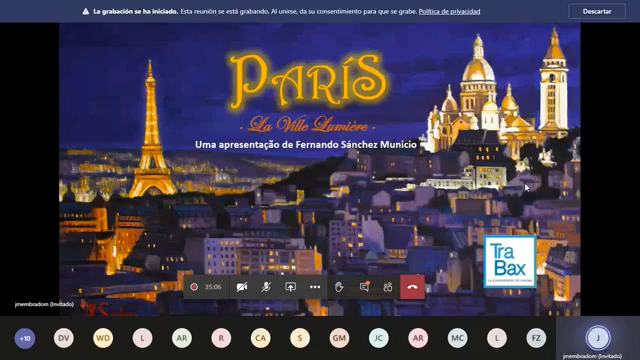 La grabación se ha iniciado. Esta reunión se está grabando. Al unirse, da su consentimiento para que se grabe. Política de privacidad
Descartar
PARÍS
· La Ville Lumière ·
Uma apresentação de Fernando Sánchez Municio
Tra
Bax
35:06
jmembradom (Invitado)
+10
DV
WD
L
AR
R
CA
S
GM
JC
AR
MC
L
FZ
J
jmembradom (Invitado)